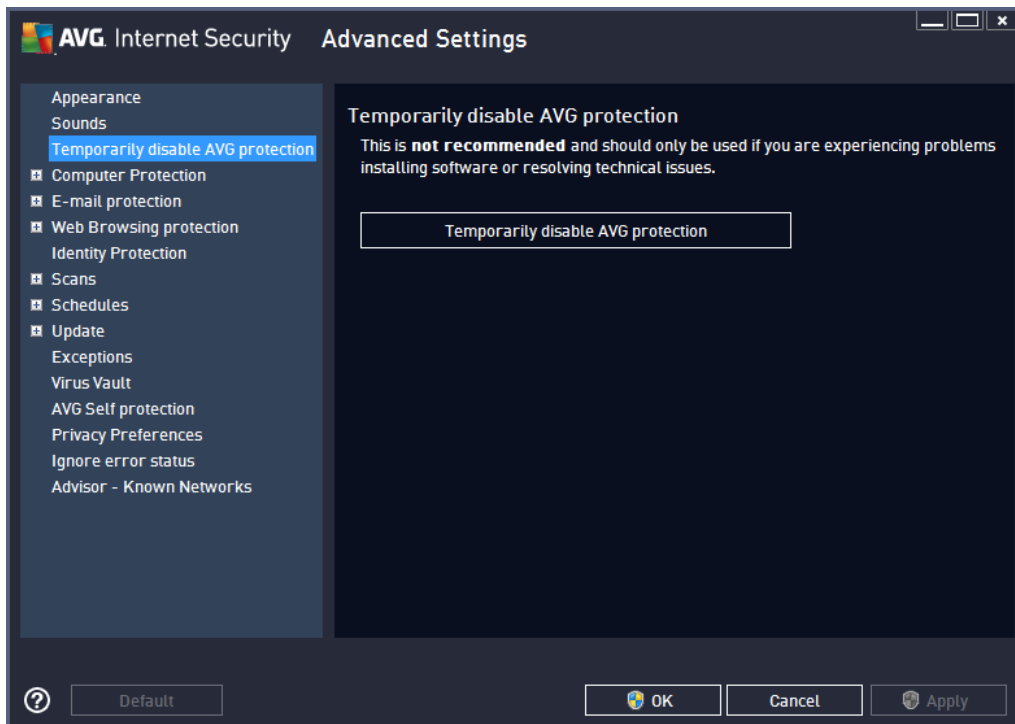 AVG. Internet Security Advanced Settings
Appearance
Sounds
Temporarily disable AVG protection
Computer Protection
E-mail protection
Web Browsing protection
Identity Protection
Scans
Schedules
Update
Exceptions
Virus Vault
AVG Self protection
Privacy Preferences
Ignore error status
Advisor - Known Networks
Temporarily disable AVG protection
This is not recommended and should only be used if you are experiencing problems
installing software or resolving technical issues.
Temporarily disable AVG protection
Default
OK
Cancel
Apply